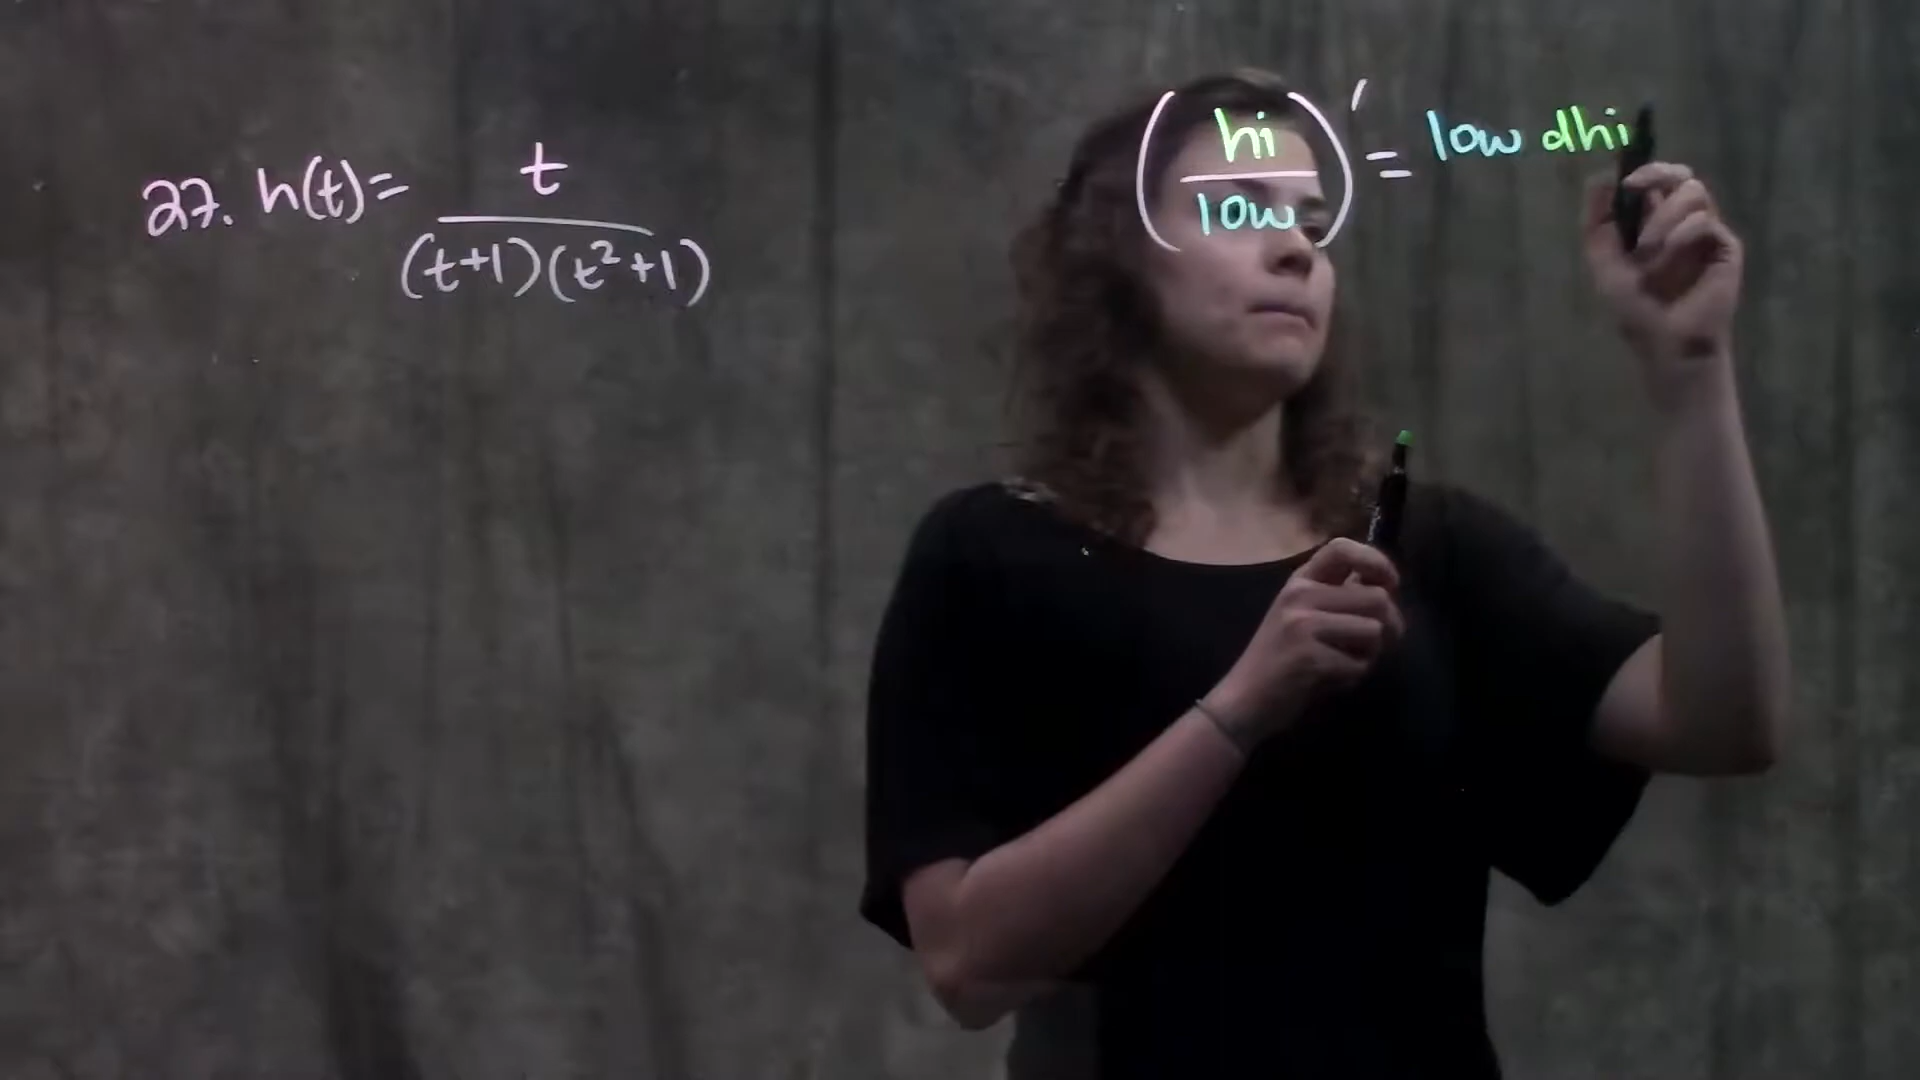 27. h(t)= t / (t+1)(t²+1)
(hi / low)' = low dhi